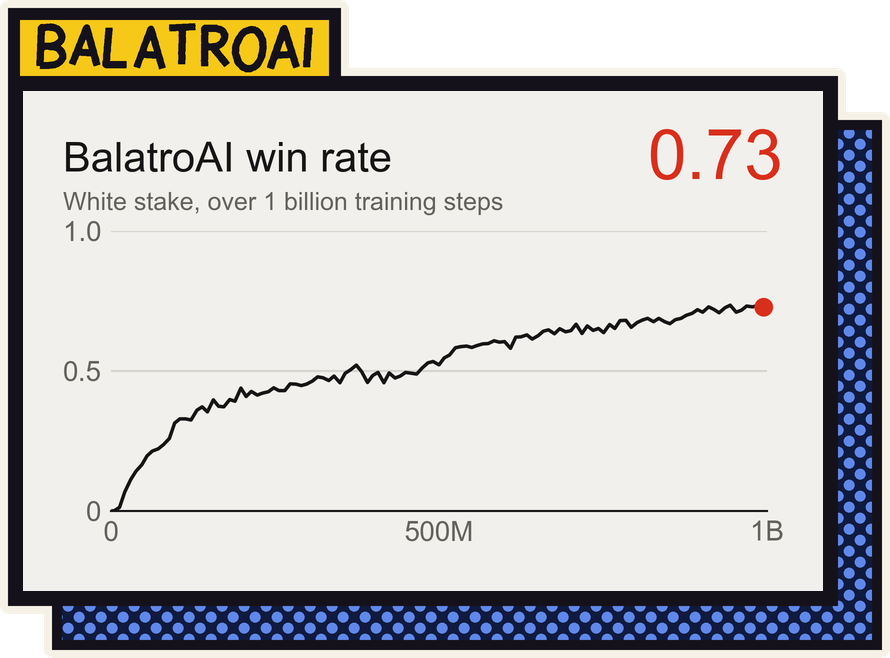 BALATROAI
BalatroAI win rate
0.73
White stake, over 1 billion training steps
1.0
0.5
0
0
500M
1B